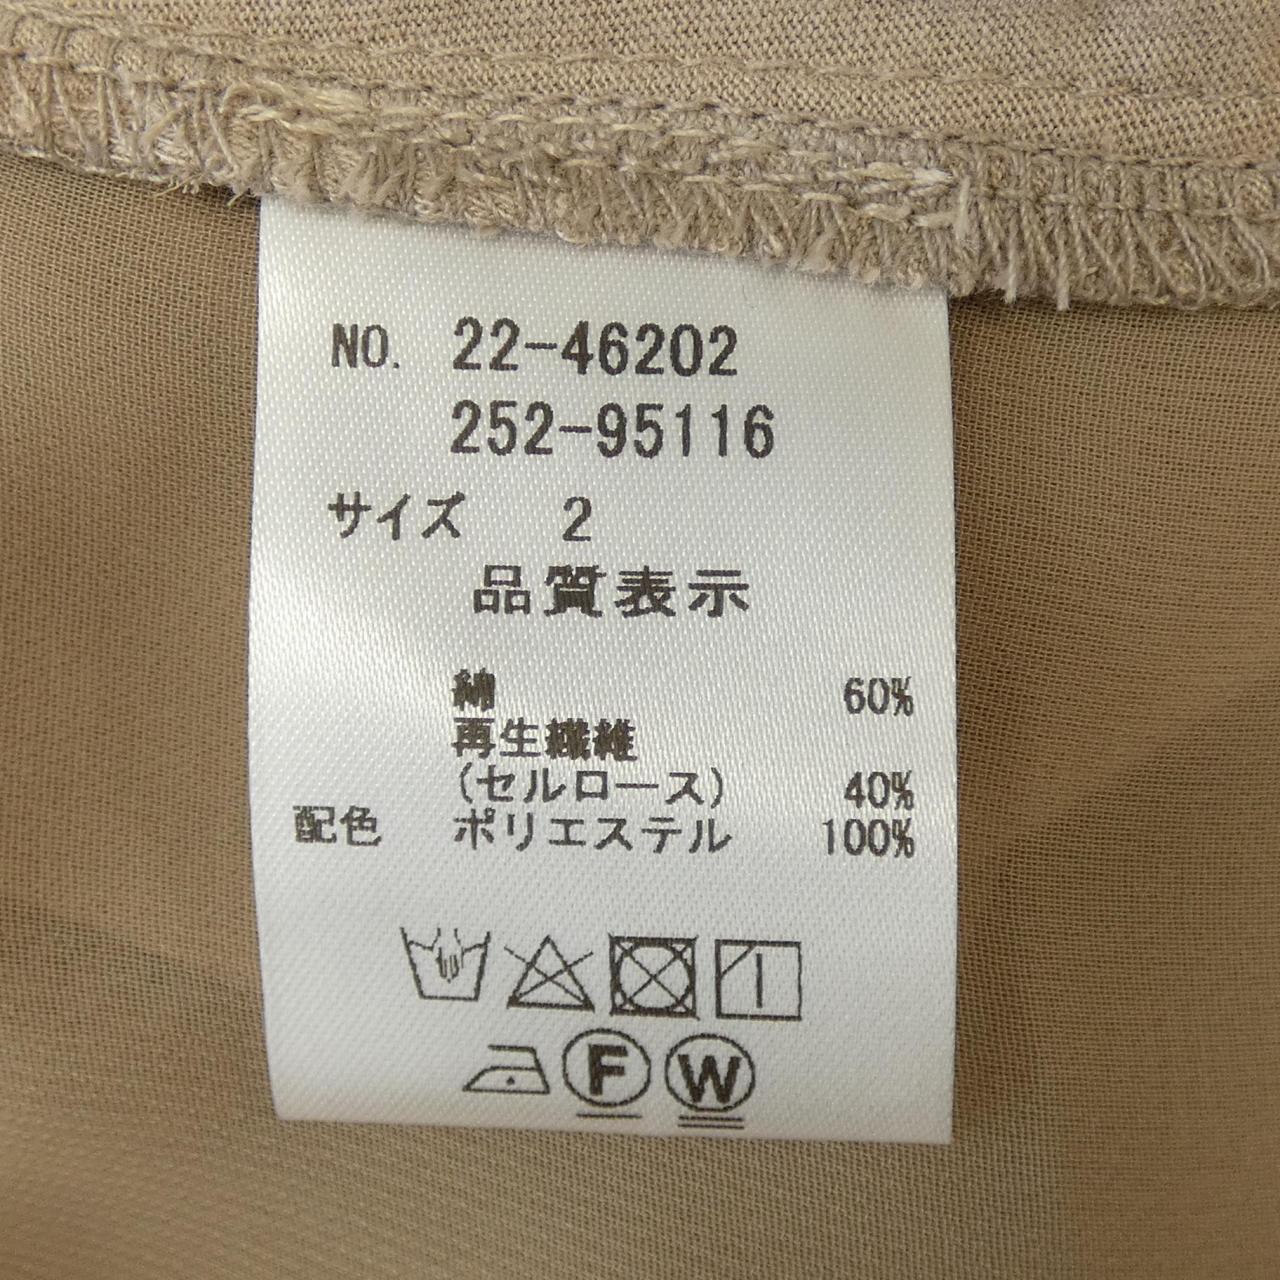 NO. 22-46202
252-95116
サイズ 2
品質表示
綿 60%
再生繊維
(セルロース) 40%
配色 ポリエステル 100%
F W